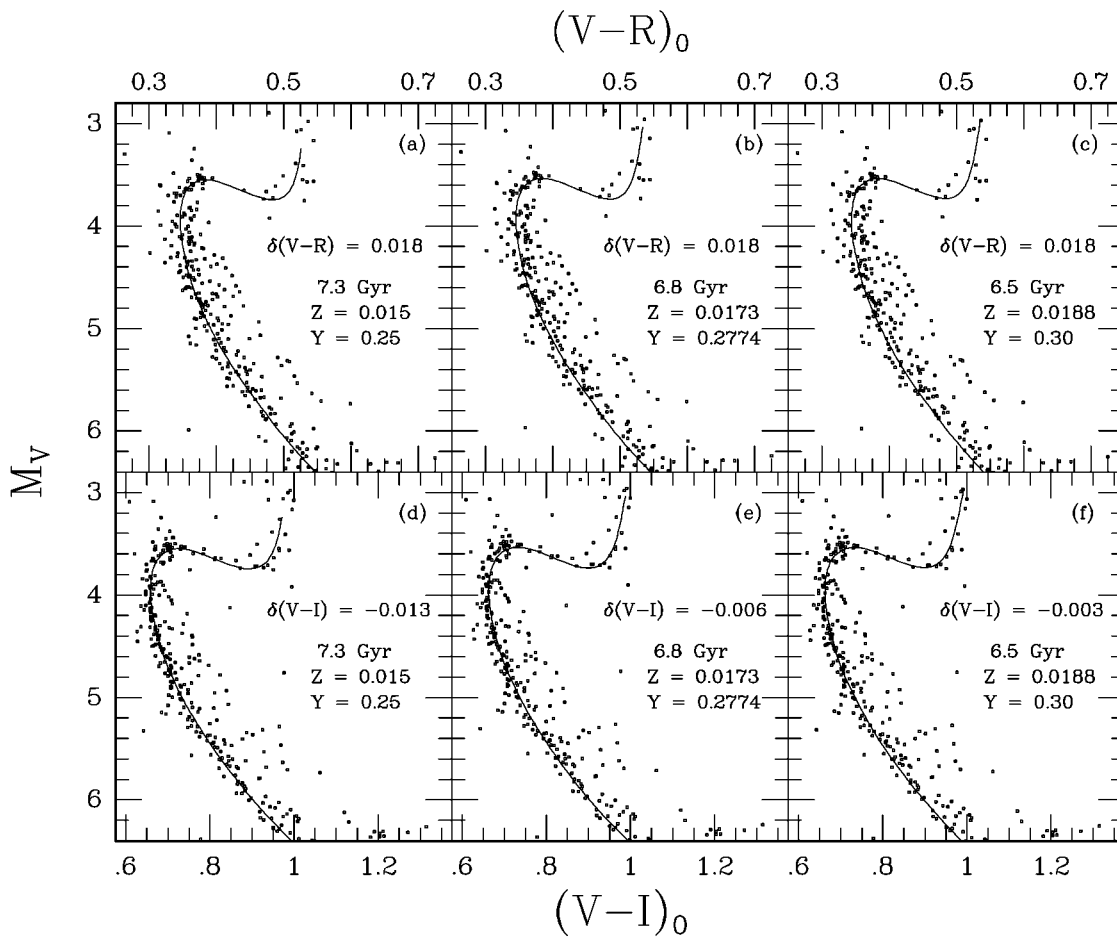 (V−R)₀
0.3 0.5 0.7 0.3 0.5 0.7 0.3 0.5 0.7
3
4
5
6
(a)
δ(V−R) = 0.018
7.3 Gyr
Z = 0.015
Y = 0.25
(b)
δ(V−R) = 0.018
6.8 Gyr
Z = 0.0173
Y = 0.2774
(c)
δ(V−R) = 0.018
6.5 Gyr
Z = 0.0188
Y = 0.30
M_V
3
4
5
6
(d)
δ(V−I) = −0.013
7.3 Gyr
Z = 0.015
Y = 0.25
(e)
δ(V−I) = −0.006
6.8 Gyr
Z = 0.0173
Y = 0.2774
(f)
δ(V−I) = −0.003
6.5 Gyr
Z = 0.0188
Y = 0.30
.6 .8 1 1.2 .6 .8 1 1.2 .6 .8 1 1.2
(V−I)₀